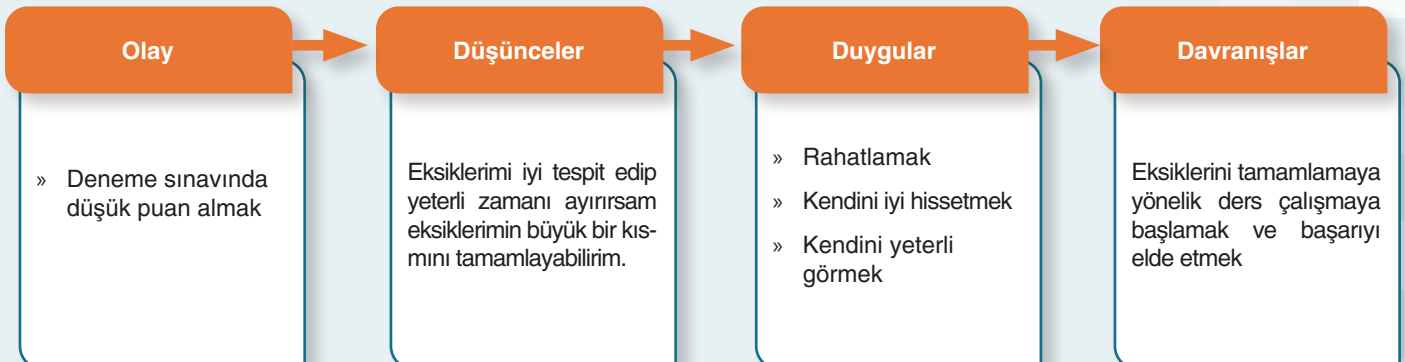 Olay
Düşünceler
Duygular
Davranışlar
» Deneme sınavında
düşük puan almak
Eksiklerimi iyi tespit edip
yeterli zamanı ayırırsam
eksiklerimin büyük bir kıs-
mını tamamlayabilirim.
» Rahatlamak
» Kendini iyi hissetmek
» Kendini yeterli
görmek
Eksiklerini tamamlamaya
yönelik ders çalışmaya
başlamak ve başarıyı
elde etmek